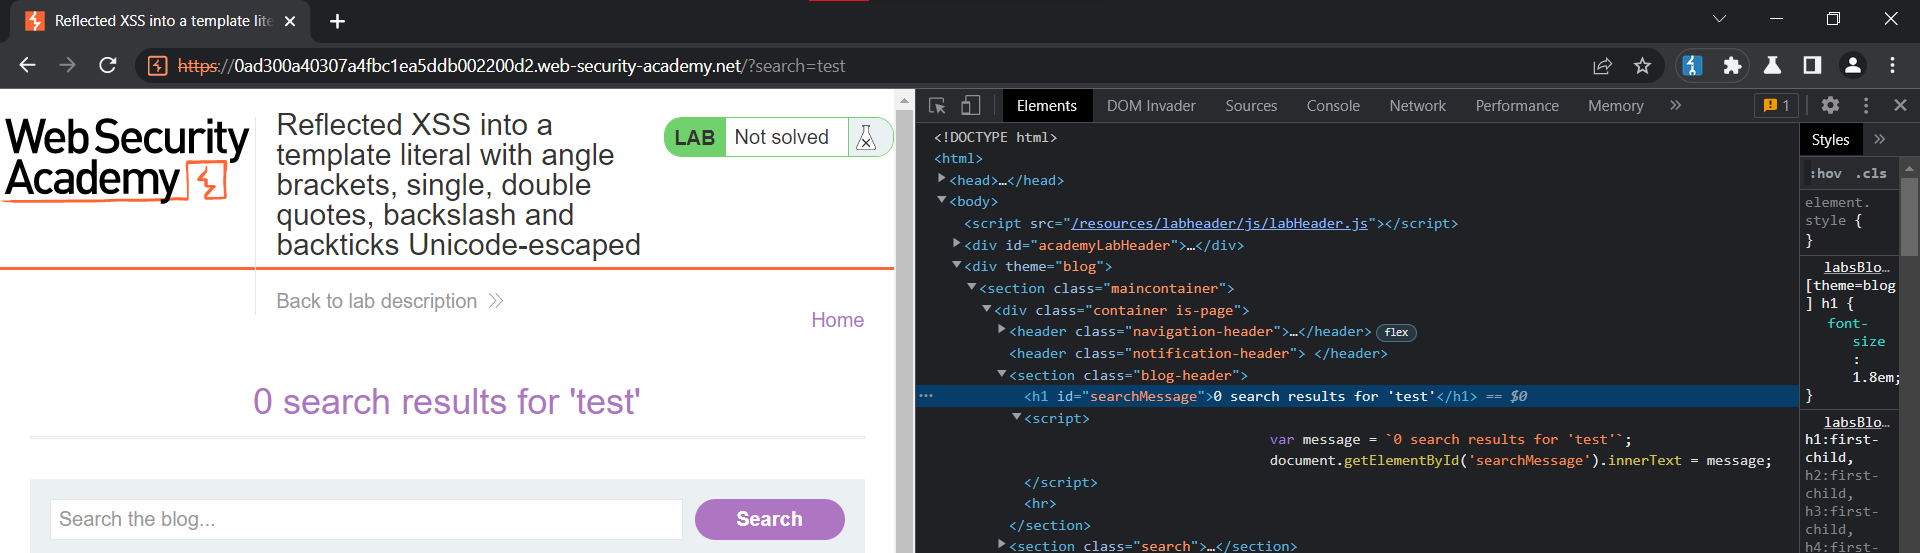 Reflected XSS into a template lite
https://0ad300a40307a4fbc1ea5ddb002200d2.web-security-academy.net/?search=test
Web Security
Academy
Reflected XSS into a
template literal with angle
brackets, single, double
quotes, backslash and
backticks Unicode-escaped
LAB Not solved
Back to lab description
Home
0 search results for 'test'
Search the blog...
Search
Elements DOM Invader Sources Console Network Performance Memory » 1
<!DOCTYPE html>
<html>
<head>…</head>
<body>
<script src="/resources/labheader/js/labHeader.js"></script>
<div id="academyLabHeader">…</div>
<div theme="blog">
<section class="maincontainer">
<div class="container is-page">
<header class="navigation-header">…</header> flex
<header class="notification-header"> </header>
<section class="blog-header">
<h1 id="searchMessage">0 search results for 'test'</h1> == $0
<script>
var message = `0 search results for 'test'`;
document.getElementById('searchMessage').innerText = message;
</script>
<hr>
</section>
<section class="search">…</section>
Styles »
:hov .cls
element.
style {
}
labsBlo…
[theme=blog
] h1 {
font-
size
:
1.8em;
}
labsBlo…
h1:first-
child,
h2:first-
child,
h3:first-
child,
h4:first-